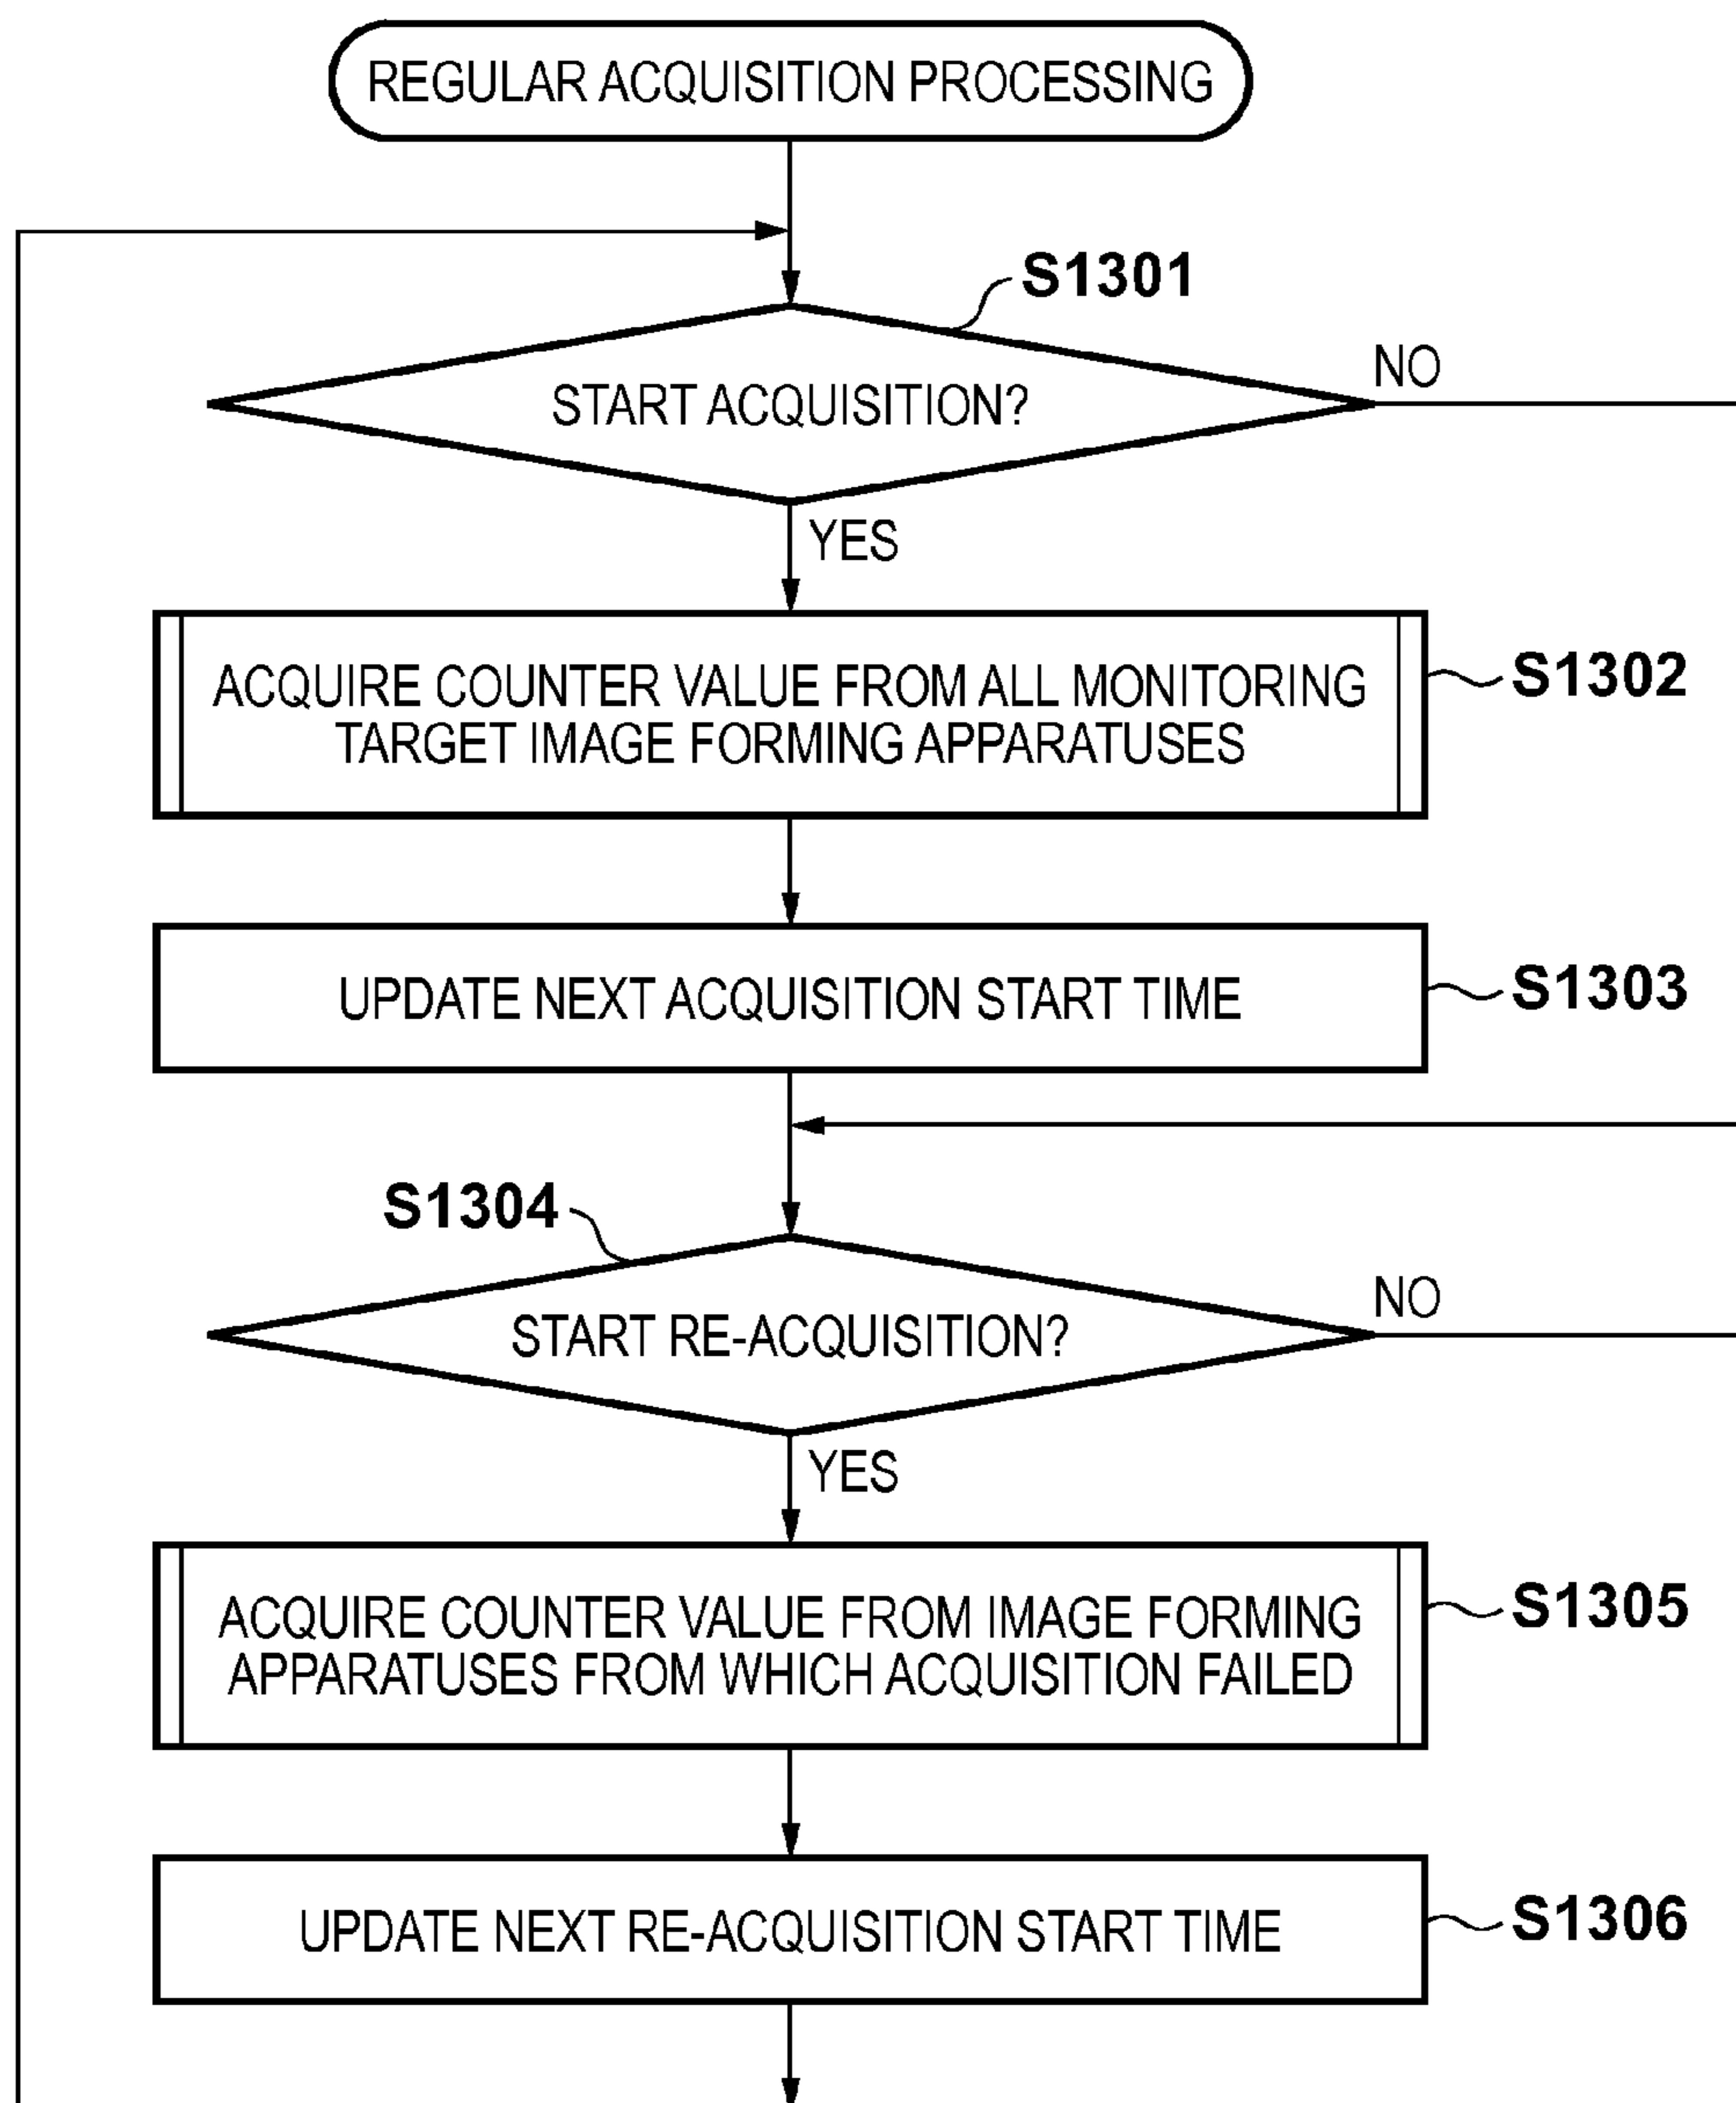 REGULAR ACQUISITION PROCESSING
S1301
START ACQUISITION?
NO
YES
ACQUIRE COUNTER VALUE FROM ALL MONITORING
TARGET IMAGE FORMING APPARATUSES
S1302
UPDATE NEXT ACQUISITION START TIME
S1303
S1304
START RE-ACQUISITION?
NO
YES
ACQUIRE COUNTER VALUE FROM IMAGE FORMING
APPARATUSES FROM WHICH ACQUISITION FAILED
S1305
UPDATE NEXT RE-ACQUISITION START TIME
S1306